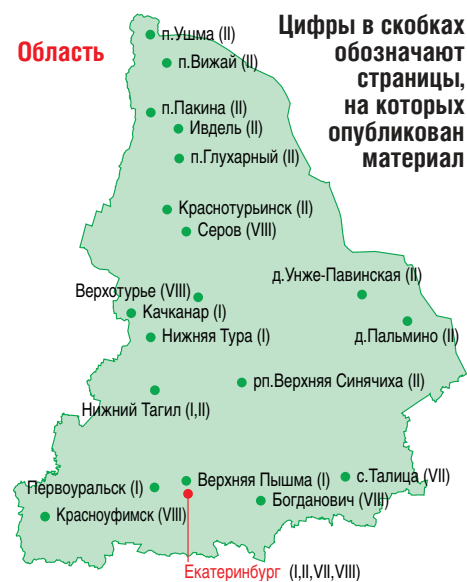 Область
Цифры в скобках
обозначают
страницы,
на которых
опубликован
материал
п.Ушма (II)
п.Вижай (II)
п.Пакина (II)
Ивдель (II)
п.Глухарный (II)
Краснотурьинск (II)
Серов (VIII)
д.Унже-Павинская (II)
Верхотурье (VIII)
Качканар (I)
д.Пальмино (II)
Нижняя Тура (I)
рп.Верхняя Синячиха (II)
Нижний Тагил (I,II)
Верхняя Пышма (I)
с.Талица (VII)
Первоуральск (I)
Богданович (VIII)
Красноуфимск (VIII)
Екатеринбург (I,II,VII,VIII)